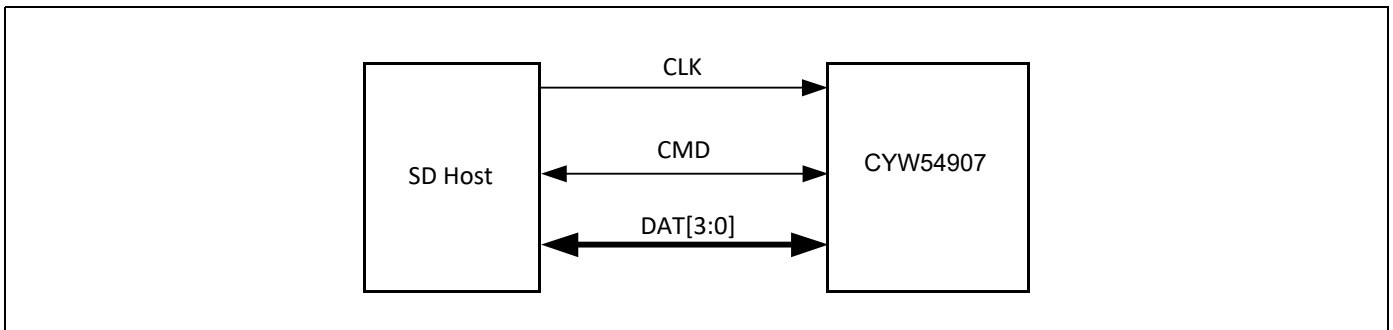 CLK
CMD
SD Host
CYW54907
DAT[3:0]